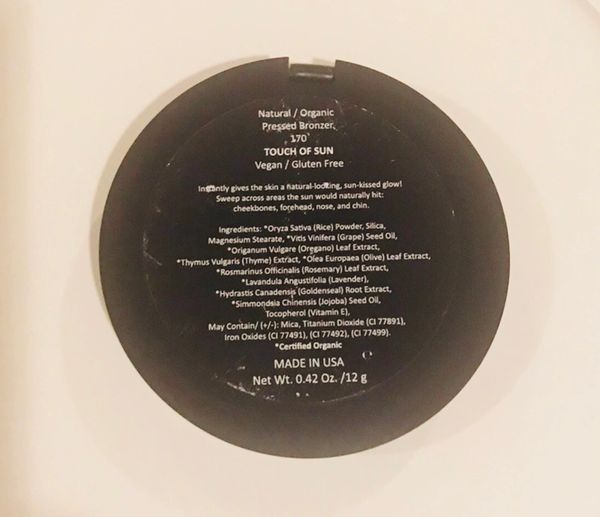 Natural / Organic
Pressed Bronzer,
170
TOUCH OF SUN
Vegan / Gluten Free
Instantly gives the skin a natural-looking, sun-kissed glow!
Sweep across areas the sun would naturally hit:
cheekbones, forehead, nose, and chin.
Ingredients: *Oryza Sativa (Rice) Powder, Silica,
Magnesium Stearate, *Vitis Vinifera (Grape) Seed Oil,
*Origanum Vulgare (Oregano) Leaf Extract,
*Thymus Vulgaris (Thyme) Extract, *Olea Europaea (Olive) Leaf Extract,
*Rosmarinus Officinalis (Rosemary) Leaf Extract,
*Lavandula Angustifolia (Lavender),
*Hydrastis Canadensis (Goldenseal) Root Extract,
*Simmondsia Chinensis (Jojoba) Seed Oil,
Tocopherol (Vitamin E),
May Contain/ (+/-): Mica, Titanium Dioxide (CI 77891),
Iron Oxides (CI 77491), (CI 77492), (CI 77499).
*Certified Organic
MADE IN USA
Net Wt. 0.42 Oz. /12 g